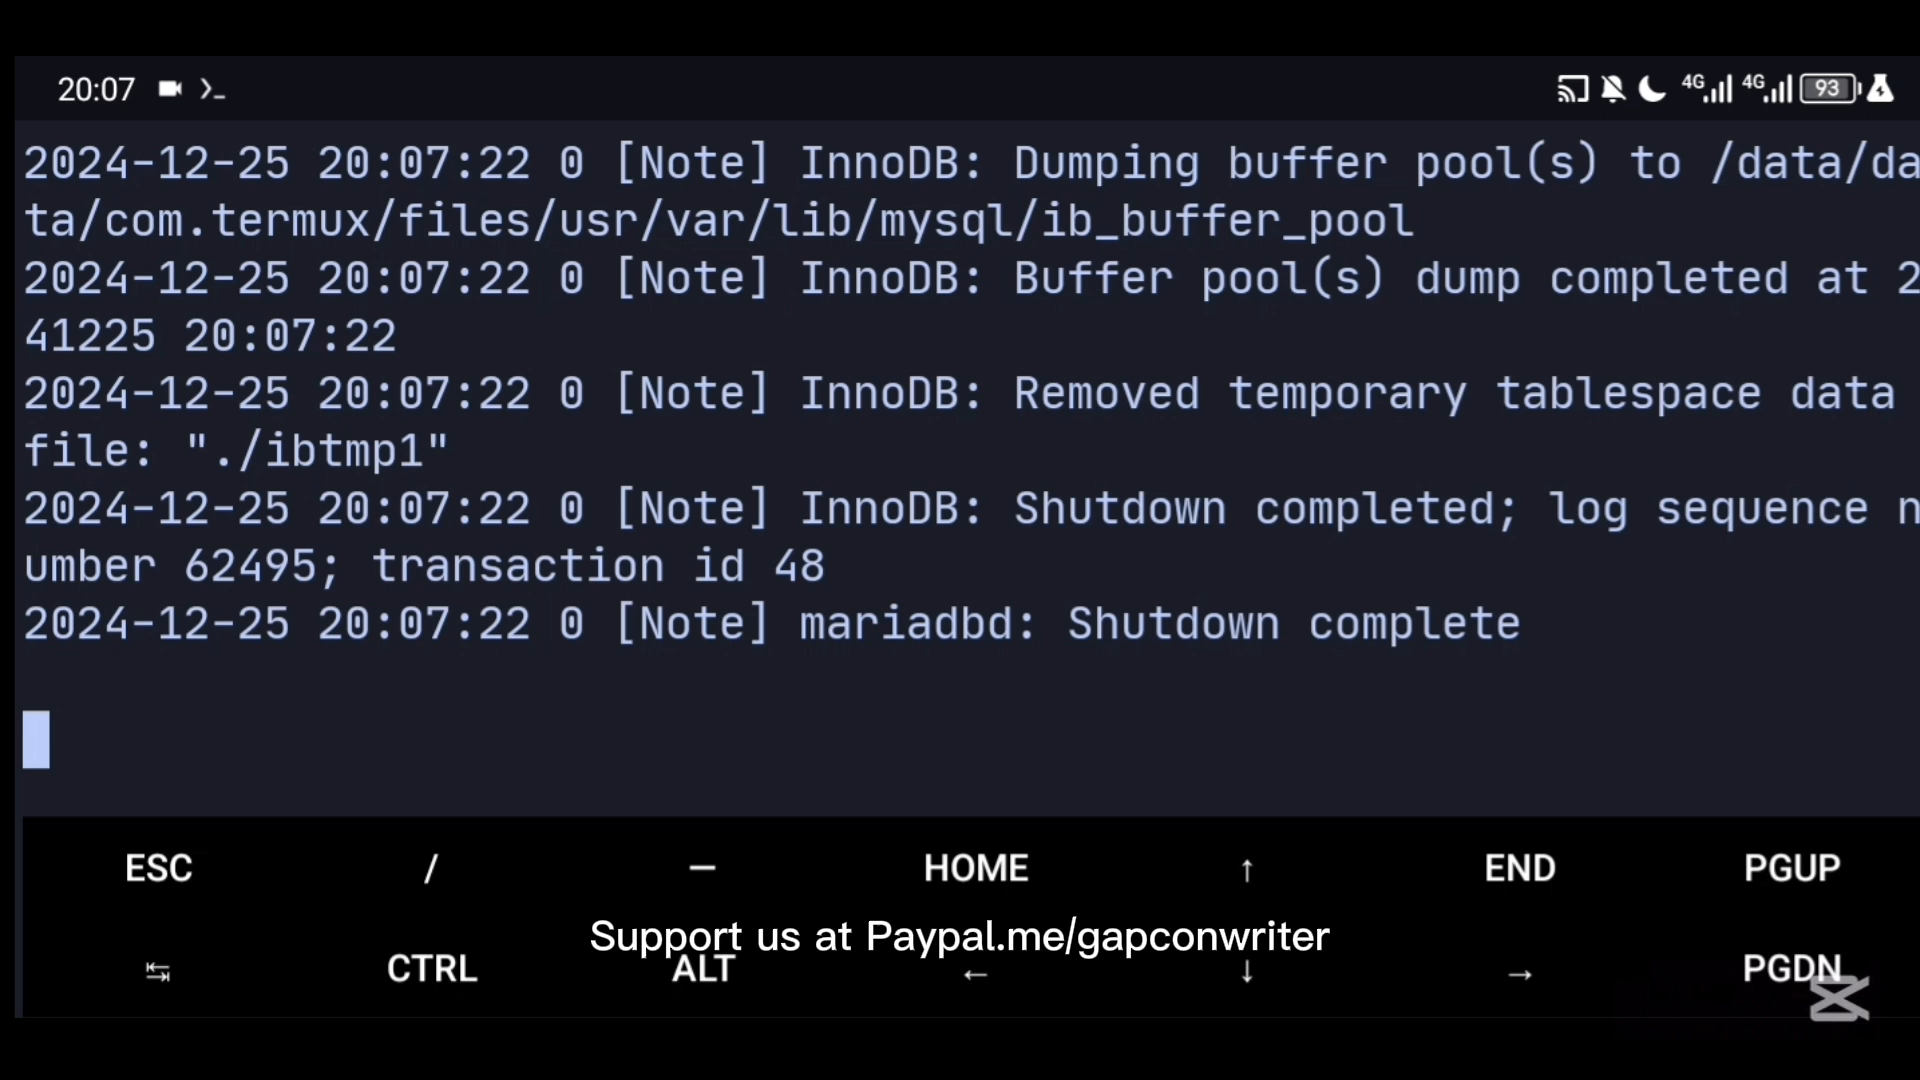 20:07 >_ 4G 4G 93
2024-12-25 20:07:22 0 [Note] InnoDB: Dumping buffer pool(s) to /data/da
ta/com.termux/files/usr/var/lib/mysql/ib_buffer_pool
2024-12-25 20:07:22 0 [Note] InnoDB: Buffer pool(s) dump completed at 2
41225 20:07:22
2024-12-25 20:07:22 0 [Note] InnoDB: Removed temporary tablespace data
file: "./ibtmp1"
2024-12-25 20:07:22 0 [Note] InnoDB: Shutdown completed; log sequence n
umber 62495; transaction id 48
2024-12-25 20:07:22 0 [Note] mariadbd: Shutdown complete
ESC / — HOME ↑ END PGUP
Support us at Paypal.me/gapconwriter
↹ CTRL ALT ← ↓ → PGDN